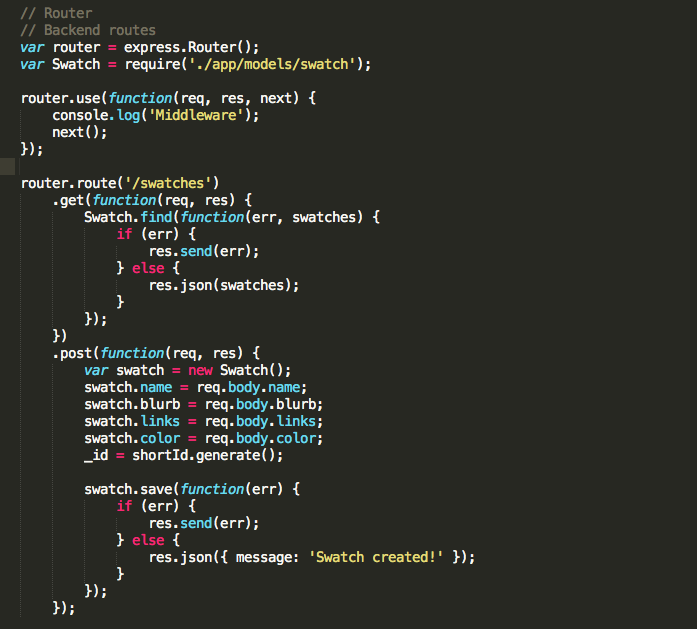 // Router
// Backend routes
var router = express.Router();
var Swatch = require('./app/models/swatch');

router.use(function(req, res, next) {
    console.log('Middleware');
    next();
});

router.route('/swatches')
    .get(function(req, res) {
        Swatch.find(function(err, swatches) {
            if (err) {
                res.send(err);
            } else {
                res.json(swatches);
            }
        });
    })
    .post(function(req, res) {
        var swatch = new Swatch();
        swatch.name = req.body.name;
        swatch.blurb = req.body.blurb;
        swatch.links = req.body.links;
        swatch.color = req.body.color;
        _id = shortId.generate();

        swatch.save(function(err) {
            if (err) {
                res.send(err);
            } else {
                res.json({ message: 'Swatch created!' });
            }
        });
    });